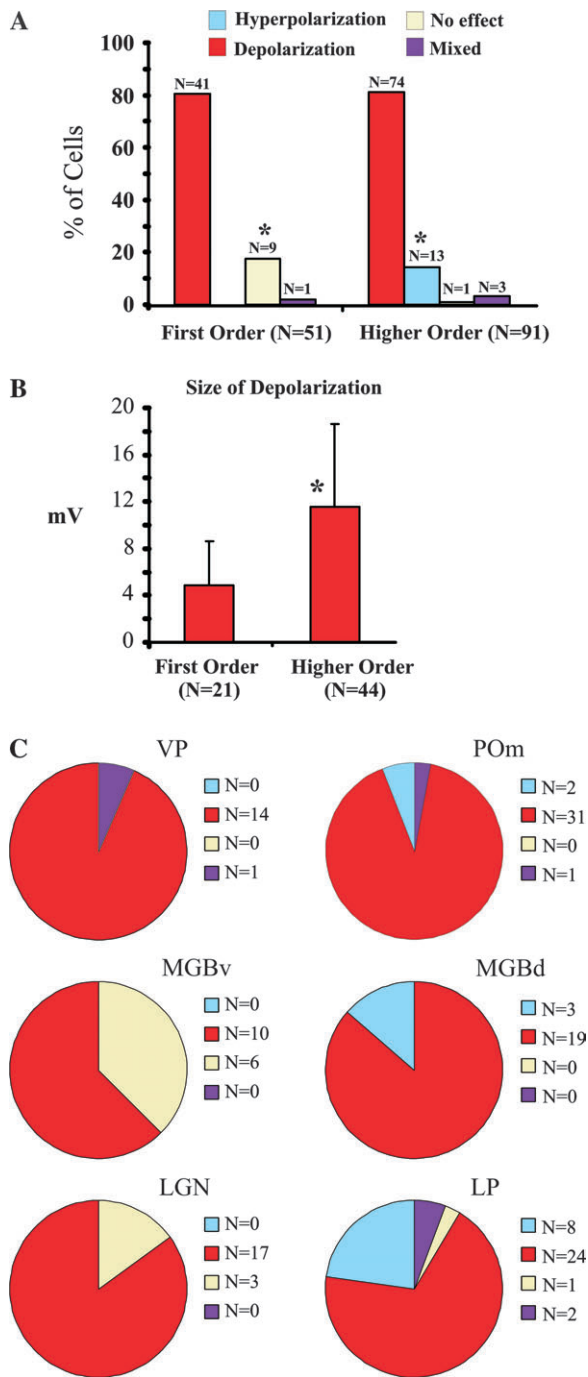 A
Hyperpolarization
No effect
Depolarization
Mixed
100
80
60
40
20
0
% of Cells
N=41
*
N=9
N=1
N=74
*
N=13
N=1
N=3
First Order (N=51)
Higher Order (N=91)
B
Size of Depolarization
20
16
12
8
4
0
mV
*
First Order
(N=21)
Higher Order
(N=44)
C
VP
N=0
N=14
N=0
N=1
POm
N=2
N=31
N=0
N=1
MGBv
N=0
N=10
N=6
N=0
MGBd
N=3
N=19
N=0
N=0
LGN
N=0
N=17
N=3
N=0
LP
N=8
N=24
N=1
N=2